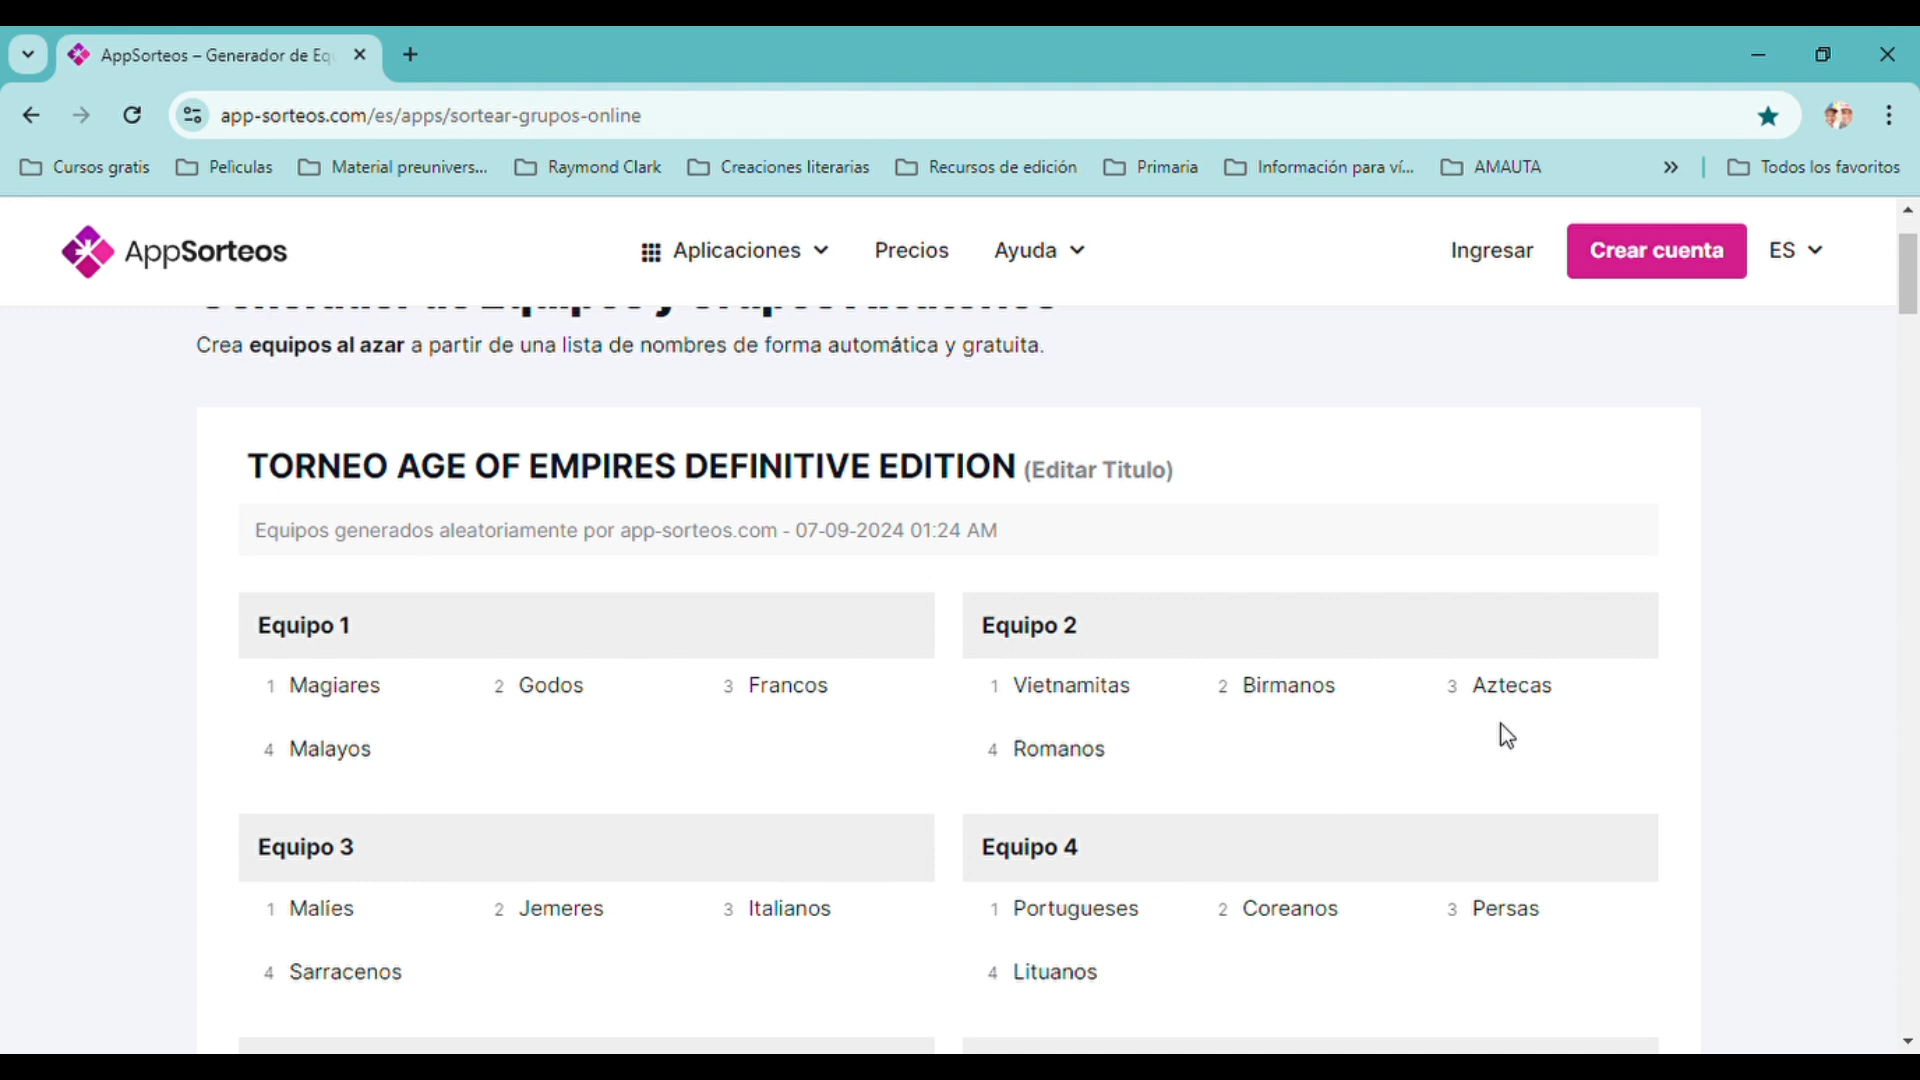 AppSorteos – Generador de Eq
app-sorteos.com/es/apps/sortear-grupos-online
Cursos gratis Peliculas Material preunivers... Raymond Clark Creaciones literarias Recursos de edición Primaria Información para ví... AMAUTA » Todos los favoritos
AppSorteos Aplicaciones Precios Ayuda Ingresar Crear cuenta ES
Crea equipos al azar a partir de una lista de nombres de forma automática y gratuita.
TORNEO AGE OF EMPIRES DEFINITIVE EDITION (Editar Titulo)
Equipos generados aleatoriamente por app-sorteos.com - 07-09-2024 01:24 AM
Equipo 1
1 Magiares 2 Godos 3 Francos
4 Malayos
Equipo 2
1 Vietnamitas 2 Birmanos 3 Aztecas
4 Romanos
Equipo 3
1 Malíes 2 Jemeres 3 Italianos
4 Sarracenos
Equipo 4
1 Portugueses 2 Coreanos 3 Persas
4 Lituanos